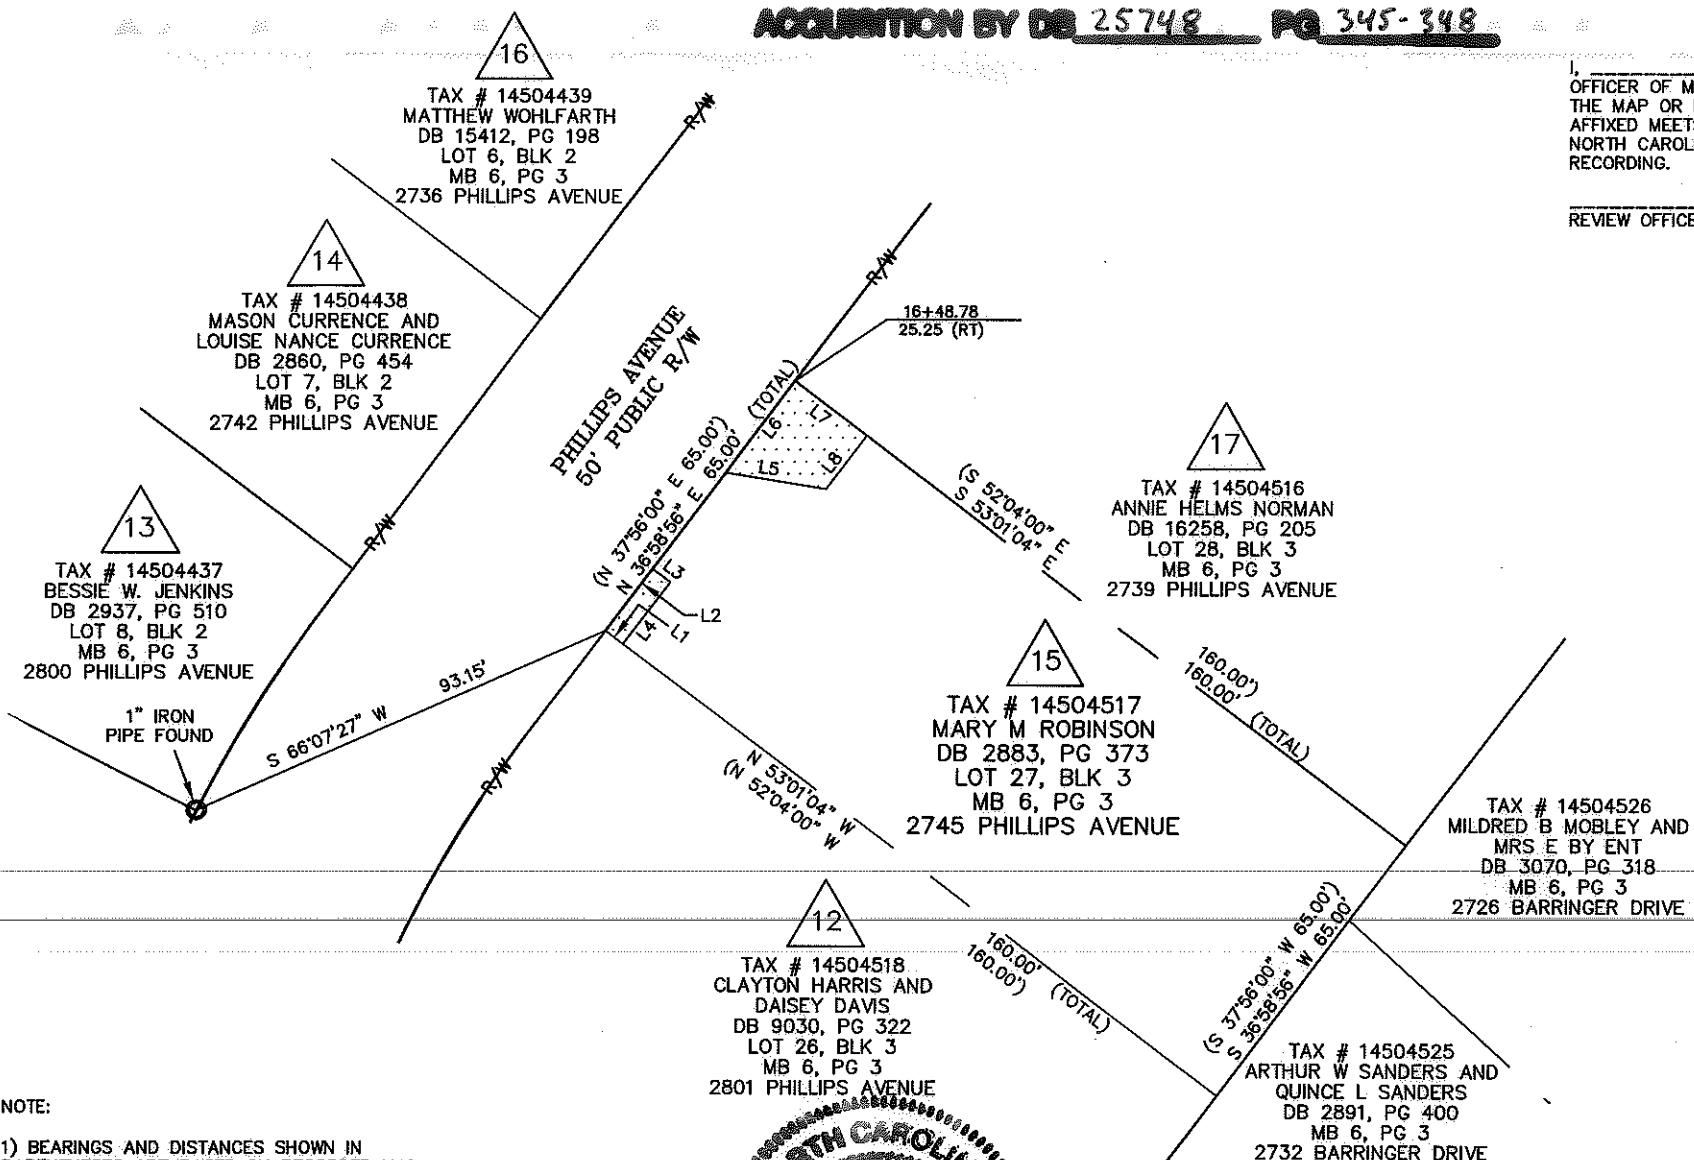 ACQUISITION BY DB 25748 PG 345-348
I,
OFFICER OF
THE MAP OR
AFFIXED
NORTH
RECORDING.
REVIEW
16
TAX # 14504439
MATTHEW WOHLFARTH
DB 15412, PG 198
LOT 6, BLK 2
MB 6, PG 3
2736 PHILLIPS AVENUE
R/W
14
TAX # 14504438
MASON CURRENCE AND
LOUISE NANCE CURRENCE
DB 2860, PG 454
LOT 7, BLK 2
MB 6, PG 3
2742 PHILLIPS AVENUE
R/W
PHILLIPS AVENUE
50' PUBLIC R/W
16+48.78
25.25 (RT)
(TOTAL)
(N 37°56'00" E 65.00')
N 36°58'56" E 65.00'
L6
L7
L5
L8
L3
L2
L4
L1
(S 52°04'00" E
S 53°01'04" E
17
TAX # 14504516
ANNIE HELMS NORMAN
DB 16258, PG 205
LOT 28, BLK 3
MB 6, PG 3
2739 PHILLIPS AVENUE
13
TAX # 14504437
BESSIE W. JENKINS
DB 2937, PG 510
LOT 8, BLK 2
MB 6, PG 3
2800 PHILLIPS AVENUE
R/W
1" IRON
PIPE FOUND
S 66°07'27" W
93.15'
R/W
15
TAX # 14504517
MARY M ROBINSON
DB 2883, PG 373
LOT 27, BLK 3
MB 6, PG 3
2745 PHILLIPS AVENUE
160.00')
160.00' (TOTAL)
N 53°01'04" W
(N 52°04'00" W
TAX # 14504526
MILDRED B MOBLEY AND
MRS E BY ENT
DB 3070, PG 318
MB 6, PG 3
2726 BARRINGER DRIVE
12
TAX # 14504518
CLAYTON HARRIS AND
DAISEY DAVIS
DB 9030, PG 322
LOT 26, BLK 3
MB 6, PG 3
2801 PHILLIPS AVENUE
160.00'
160.00') (TOTAL)
(S 37°56'00" W 65.00')
S 36°58'56" W 65.00'
TAX # 14504525
ARTHUR W SANDERS AND
QUINCE L SANDERS
DB 2891, PG 400
MB 6, PG 3
2732 BARRINGER DRIVE
NOTE:
1) BEARINGS AND DISTANCES SHOWN IN